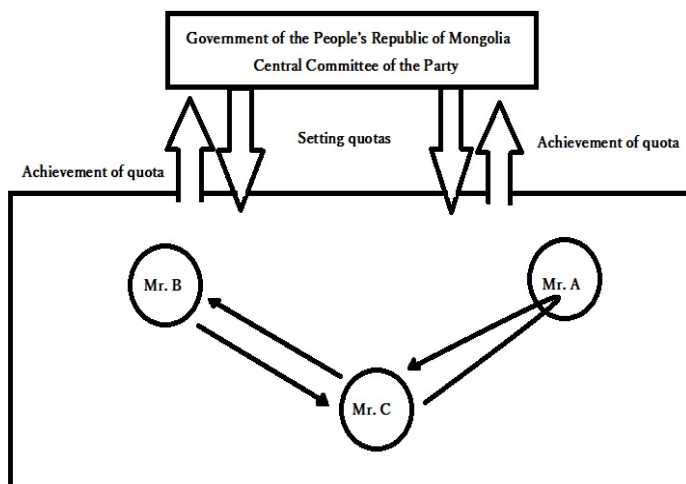 Government of the People's Republic of Mongolia
Central Committee of the Party
Setting quotas
Achievement of quota
Achievement of quota
Mr. B
Mr. A
Mr. C